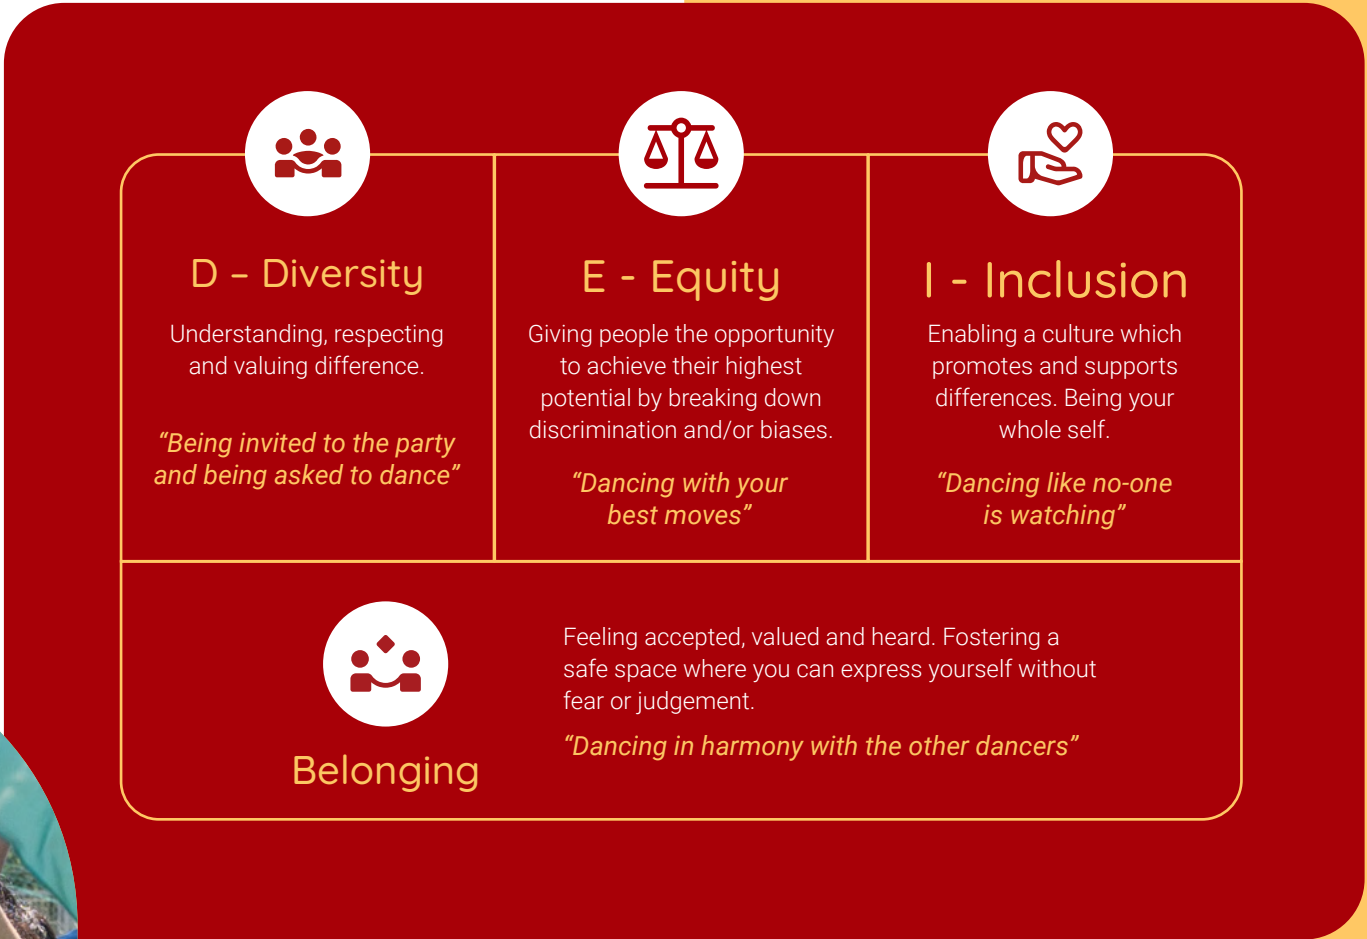 D – Diversity
Understanding, respecting
and valuing difference.
“Being invited to the party
and being asked to dance”
E - Equity
Giving people the opportunity
to achieve their highest
potential by breaking down
discrimination and/or biases.
“Dancing with your
best moves”
I - Inclusion
Enabling a culture which
promotes and supports
differences. Being your
whole self.
“Dancing like no-one
is watching”
Belonging
Feeling accepted, valued and heard. Fostering a
safe space where you can express yourself without
fear or judgement.
“Dancing in harmony with the other dancers”